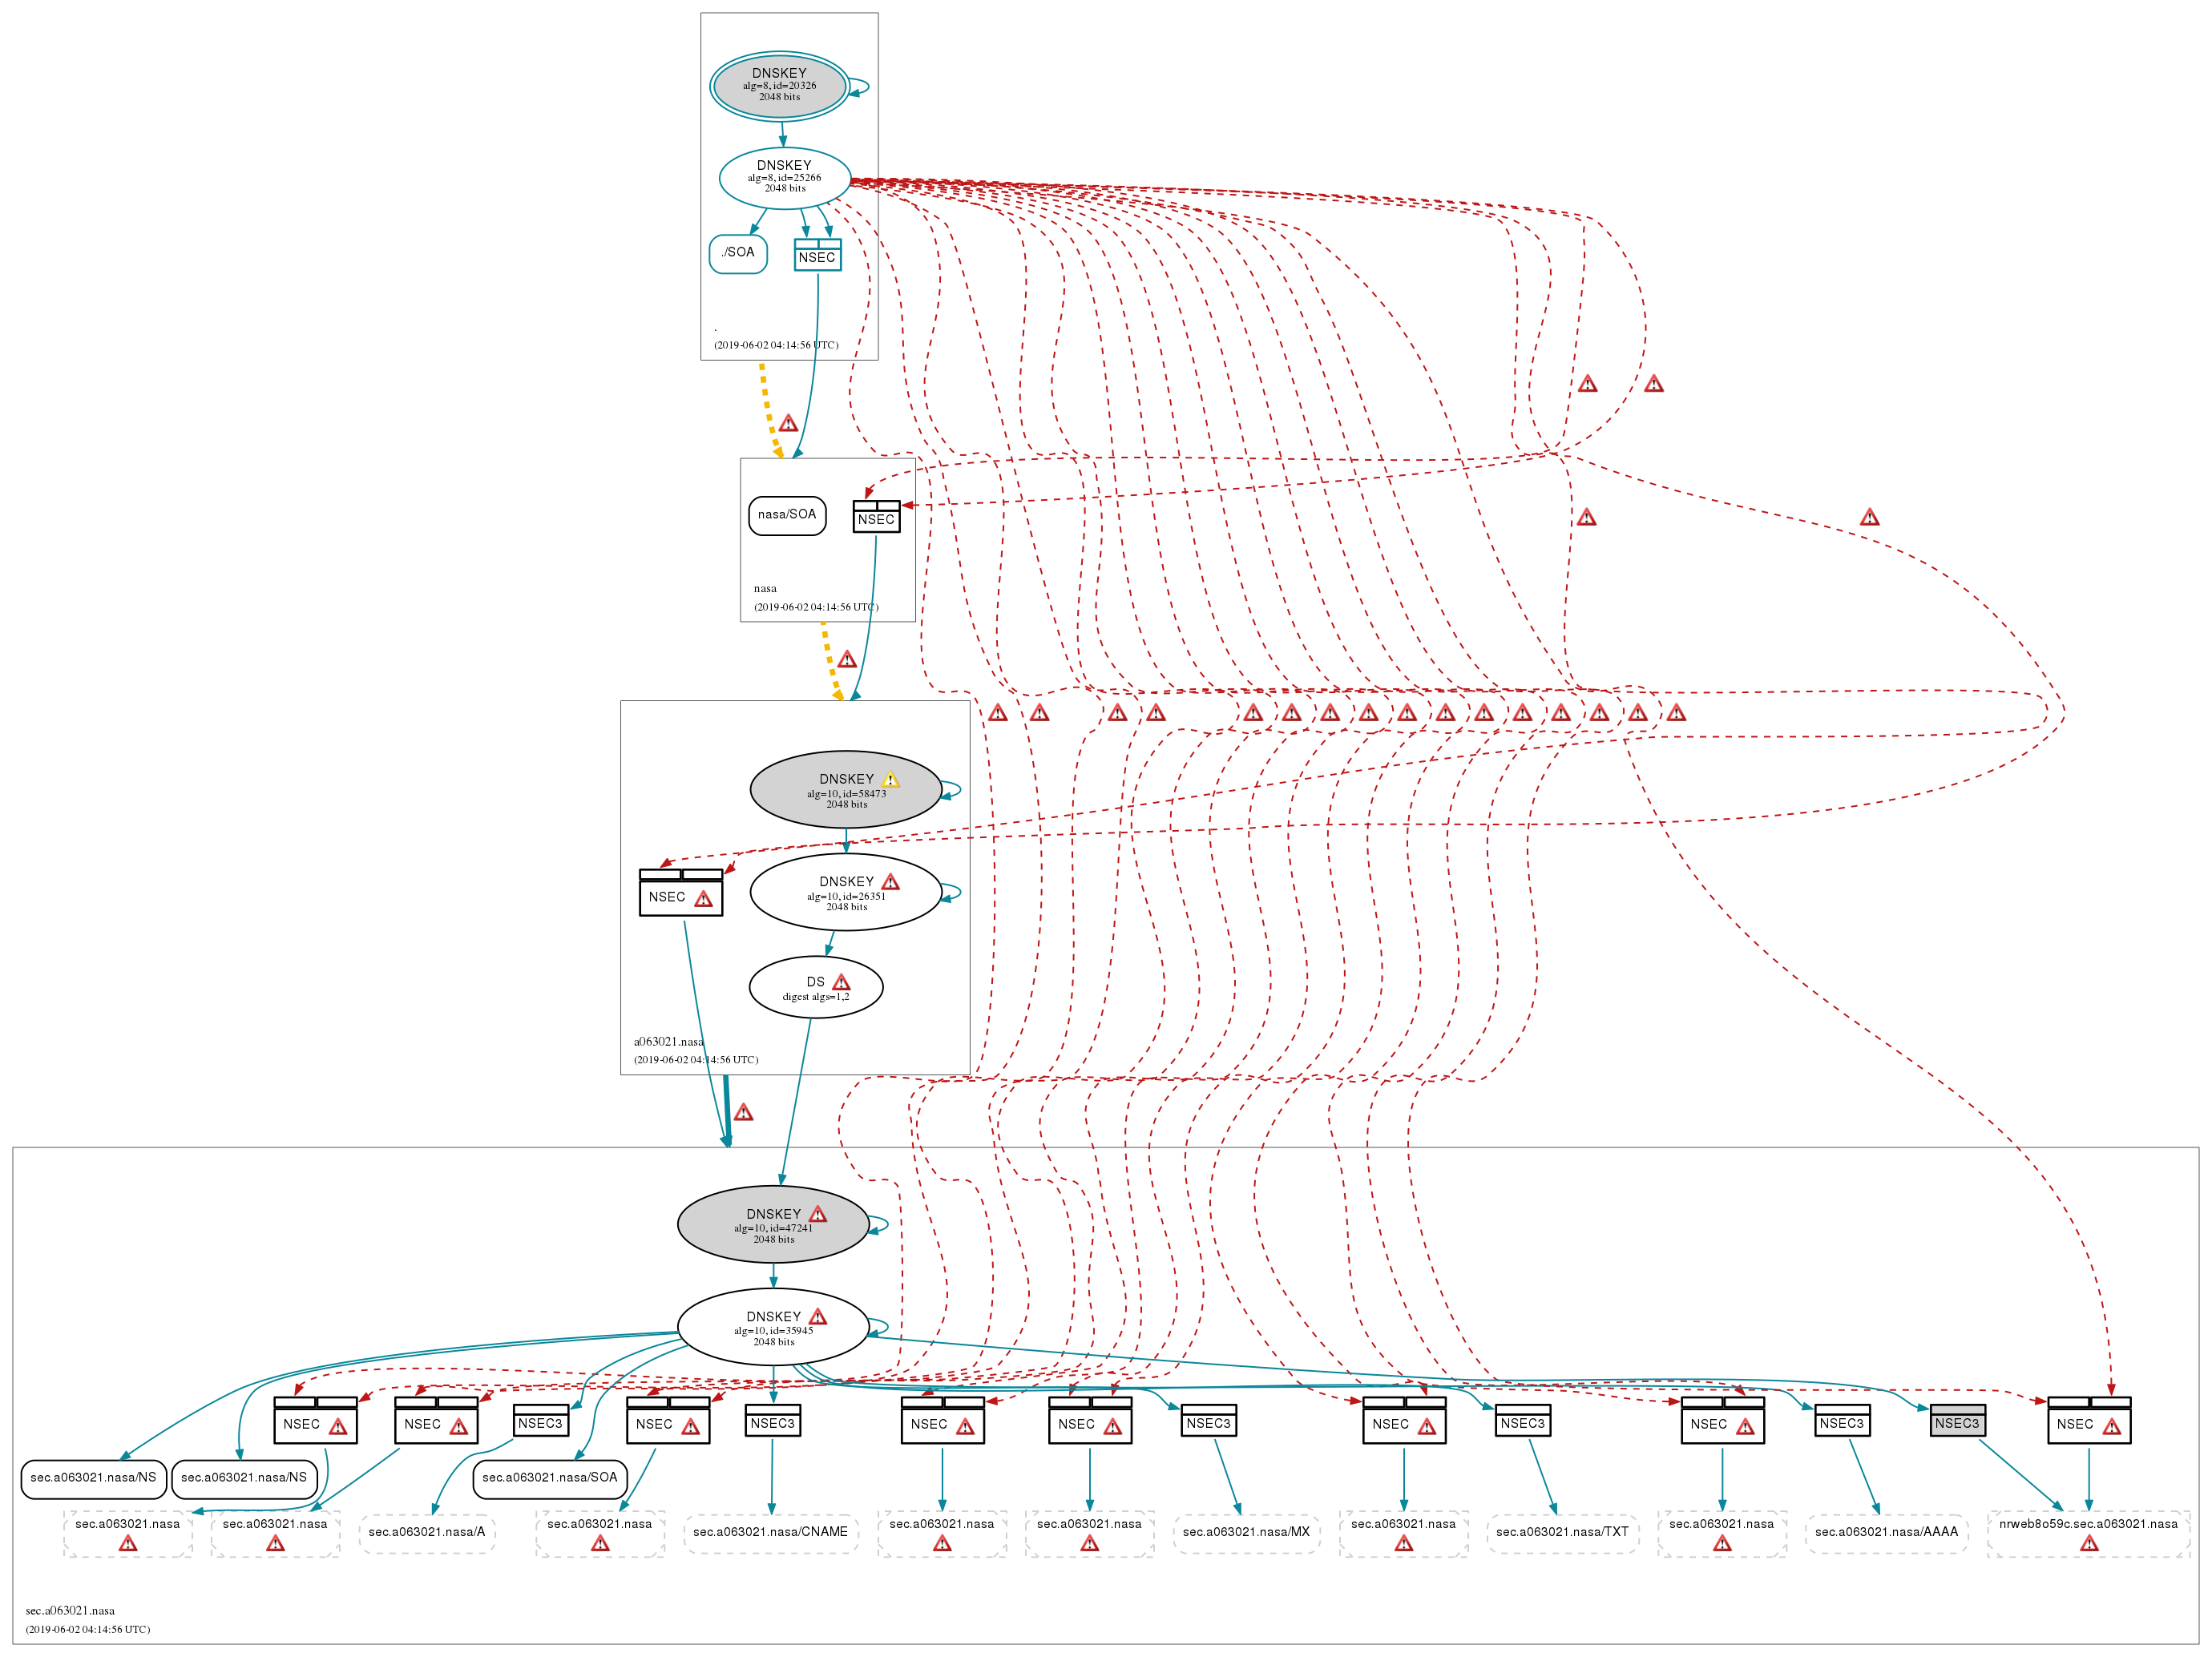 DNSKEY
alg=8, id=20326
2048 bits
DNSKEY
alg=8, id=25266
2048 bits
./SOA
NSEC
.
(2019-06-02 04:14:56 UTC)
nasa/SOA
NSEC
nasa
(2019-06-02 04:14:56 UTC)
DNSKEY
alg=10, id=58473
2048 bits
NSEC
DNSKEY
alg=10, id=26351
2048 bits
DS
digest algs=1,2
a063021.nasa
(2019-06-02 04:14:56 UTC)
DNSKEY
alg=10, id=47241
2048 bits
DNSKEY
alg=10, id=35945
2048 bits
NSEC
NSEC
NSEC3
NSEC
NSEC3
NSEC
NSEC
NSEC3
NSEC
NSEC3
NSEC
NSEC3
NSEC3
NSEC
sec.a063021.nasa/NS
sec.a063021.nasa/NS
sec.a063021.nasa/SOA
sec.a063021.nasa
sec.a063021.nasa
sec.a063021.nasa/A
sec.a063021.nasa
sec.a063021.nasa/CNAME
sec.a063021.nasa
sec.a063021.nasa
sec.a063021.nasa/MX
sec.a063021.nasa
sec.a063021.nasa/TXT
sec.a063021.nasa
sec.a063021.nasa/AAAA
nrweb8o59c.sec.a063021.nasa
sec.a063021.nasa
(2019-06-02 04:14:56 UTC)